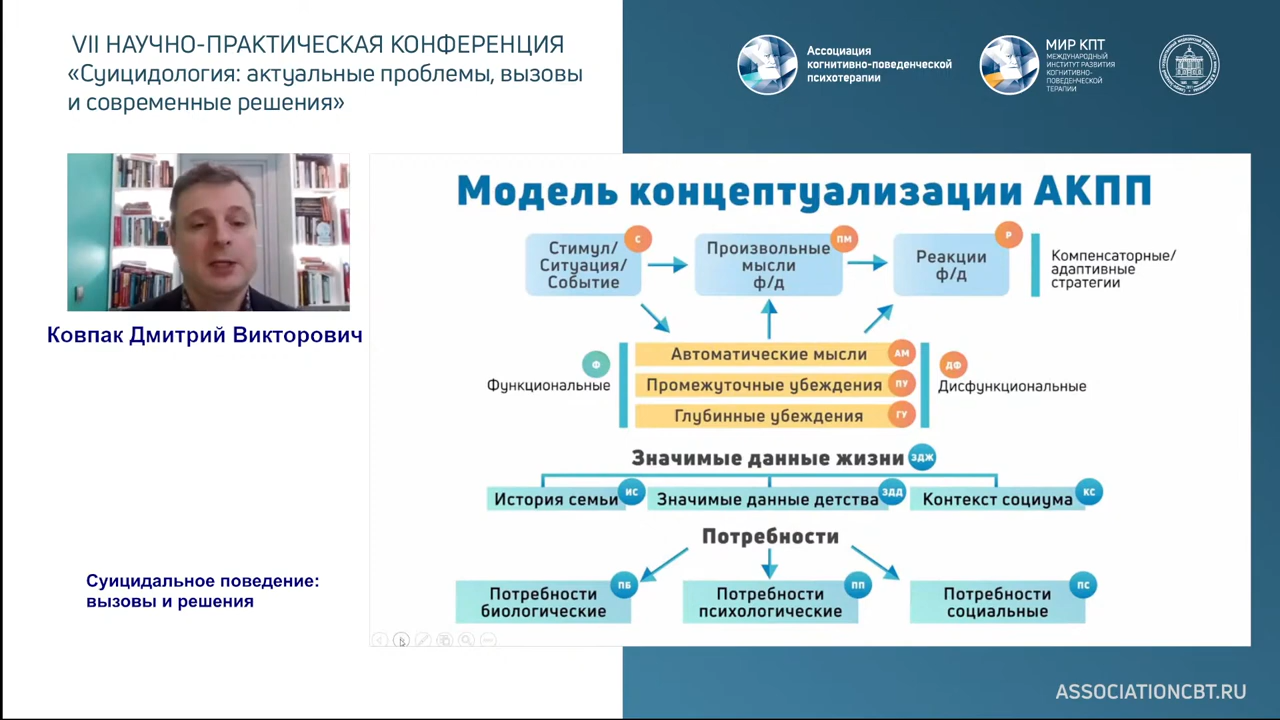 VII НАУЧНО-ПРАКТИЧЕСКАЯ КОНФЕРЕНЦИЯ
«Суицидология: актуальные проблемы, вызовы
и современные решения»
Ассоциация
когнитивно-поведенческой
психотерапии
МИР КПТ
МЕЖДУНАРОДНЫЙ
ИНСТИТУТ РАЗВИТИЯ
КОГНИТИВНО-
ПОВЕДЕНЧЕСКОЙ
ТЕРАПИИ
Ковпак Дмитрий Викторович
Суицидальное поведение:
вызовы и решения
Модель концептуализации АКПП
Стимул/
Ситуация/
Событие
С
Произвольные
мысли
ф/д
ПМ
Реакции
ф/д
Р
Компенсаторные/
адаптивные
стратегии
Ф
Функциональные
Автоматические мысли
АМ
Промежуточные убеждения
ПУ
Глубинные убеждения
ГУ
ДФ
Дисфункциональные
Значимые данные жизни
ЗДЖ
История семьи
ИС
Значимые данные детства
ЗДД
Контекст социума
КС
Потребности
Потребности
биологические
ПБ
Потребности
психологические
ПП
Потребности
социальные
ПС
ASSOCIATIONCBT.RU